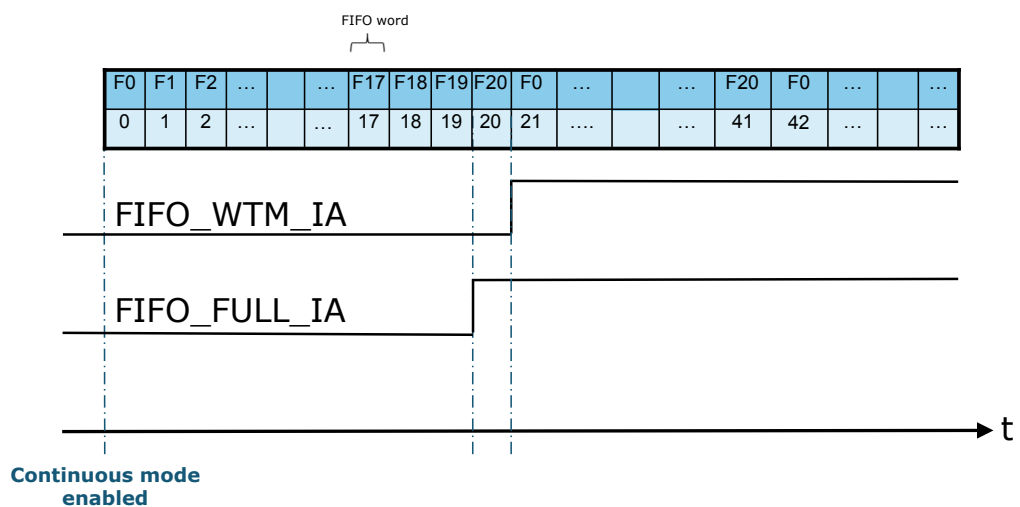 FIFO word
F0 F1 F2 … … F17 F18 F19 F20 F0 … … F20 F0 … …
0 1 2 … … 17 18 19 20 21 …. … 41 42 … …
FIFO_WTM_IA
FIFO_FULL_IA
t
Continuous mode
enabled